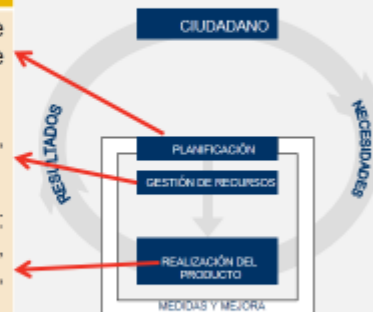 CIUDADANO
RESULTADOS
NECESIDADES
PLANIFICACIÓN
GESTIÓN DE RECURSOS
REALIZACIÓN DEL
PRODUCTO
MEDIDAS Y MEJORA